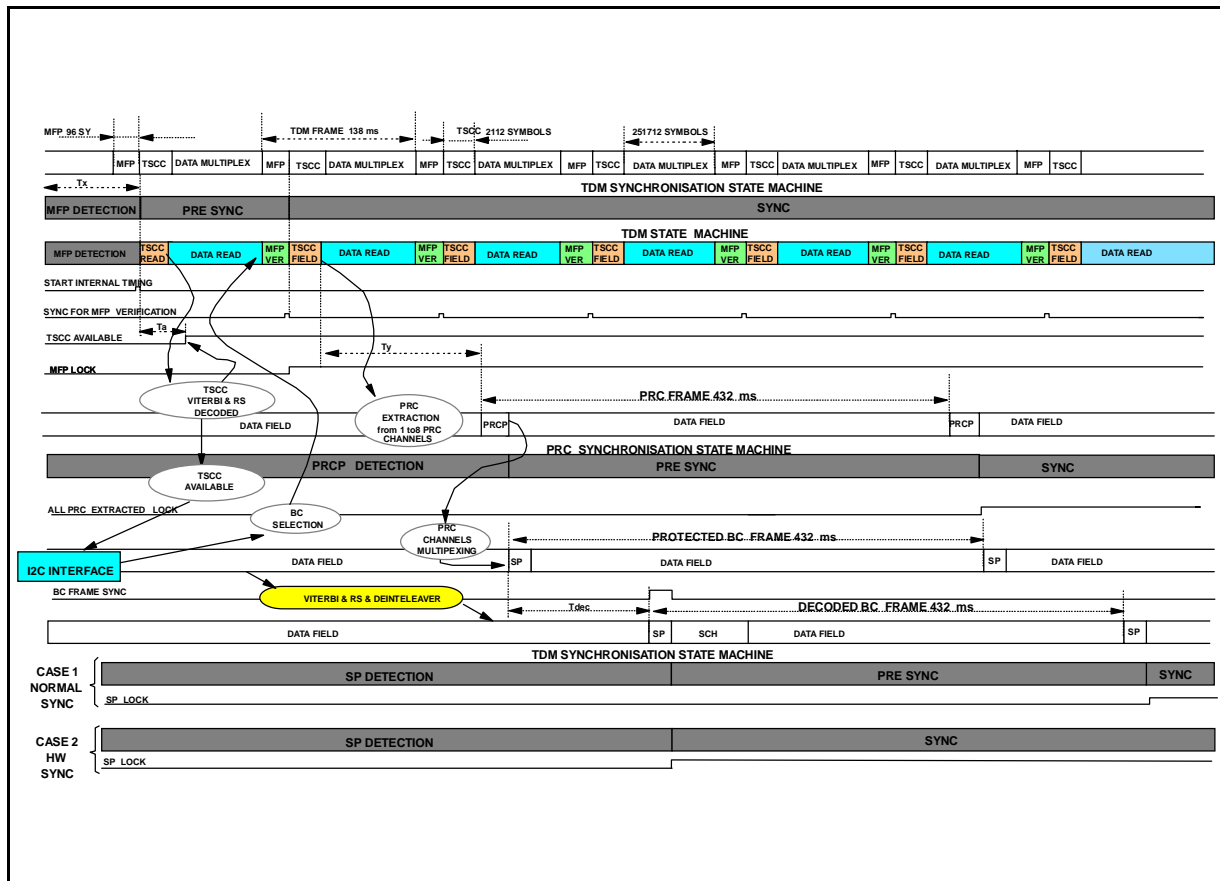 MFP 96 SY
TDM FRAME 138 ms
TSCC 2112 SYMBOLS
251712 SYMBOLS
MFP TSCC DATA MULTIPLEX MFP TSCC DATA MULTIPLEX MFP TSCC DATA MULTIPLEX MFP TSCC DATA MULTIPLEX MFP TSCC DATA MULTIPLEX MFP TSCC DATA MULTIPLEX MFP TSCC
Tx
TDM SYNCHRONISATION STATE MACHINE
MFP DETECTION PRE SYNC SYNC
TDM STATE MACHINE
MFP DETECTION TSCC READ DATA READ MFP VER TSCC FIELD DATA READ MFP VER TSCC FIELD DATA READ MFP VER TSCC FIELD DATA READ MFP VER TSCC FIELD DATA READ MFP VER TSCC FIELD DATA READ MFP VER TSCC FIELD DATA READ
START INTERNAL TIMING
SYNC FOR MFP VERIFICATION
Ta
TSCC AVAILABLE
Ty
MFP LOCK
TSCC
VITERBI & RS
DECODED
PRC
EXTRACTION
from 1 to8 PRC
CHANNELS
PRC FRAME 432 ms
DATA FIELD PRCP DATA FIELD PRCP DATA FIELD
PRC SYNCHRONISATION STATE MACHINE
PRCP DETECTION PRE SYNC SYNC
TSCC
AVAILABLE
ALL PRC EXTRACTED LOCK
BC
SELECTION
PRC
CHANNELS
MULTIPEXING
PROTECTED BC FRAME 432 ms
I2C INTERFACE
DATA FIELD SP DATA FIELD SP DATA FIELD
BC FRAME SYNC
VITERBI & RS & DEINTELEAVER
Tdec
DECODED BC FRAME 432 ms
DATA FIELD SP SCH DATA FIELD SP
TDM SYNCHRONISATION STATE MACHINE
CASE 1
NORMAL
SYNC
SP DETECTION PRE SYNC SYNC
SP LOCK
CASE 2
HW
SYNC
SP DETECTION SYNC
SP LOCK